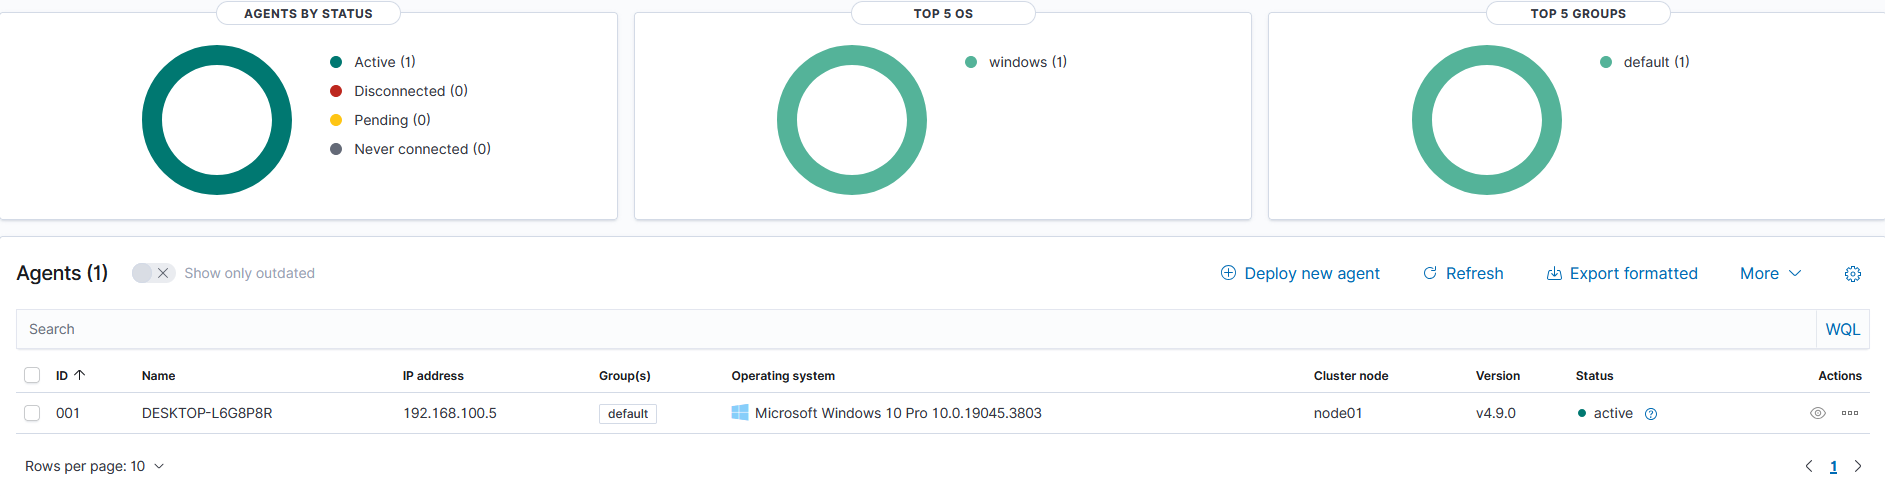 AGENTS BY STATUS
Active (1)
Disconnected (0)
Pending (0)
Never connected (0)
TOP 5 OS
windows (1)
TOP 5 GROUPS
default (1)
Agents (1) Show only outdated Deploy new agent Refresh Export formatted More
Search WQL
ID Name IP address Group(s) Operating system Cluster node Version Status Actions
001 DESKTOP-L6G8P8R 192.168.100.5 default Microsoft Windows 10 Pro 10.0.19045.3803 node01 v4.9.0 active
Rows per page: 10 1